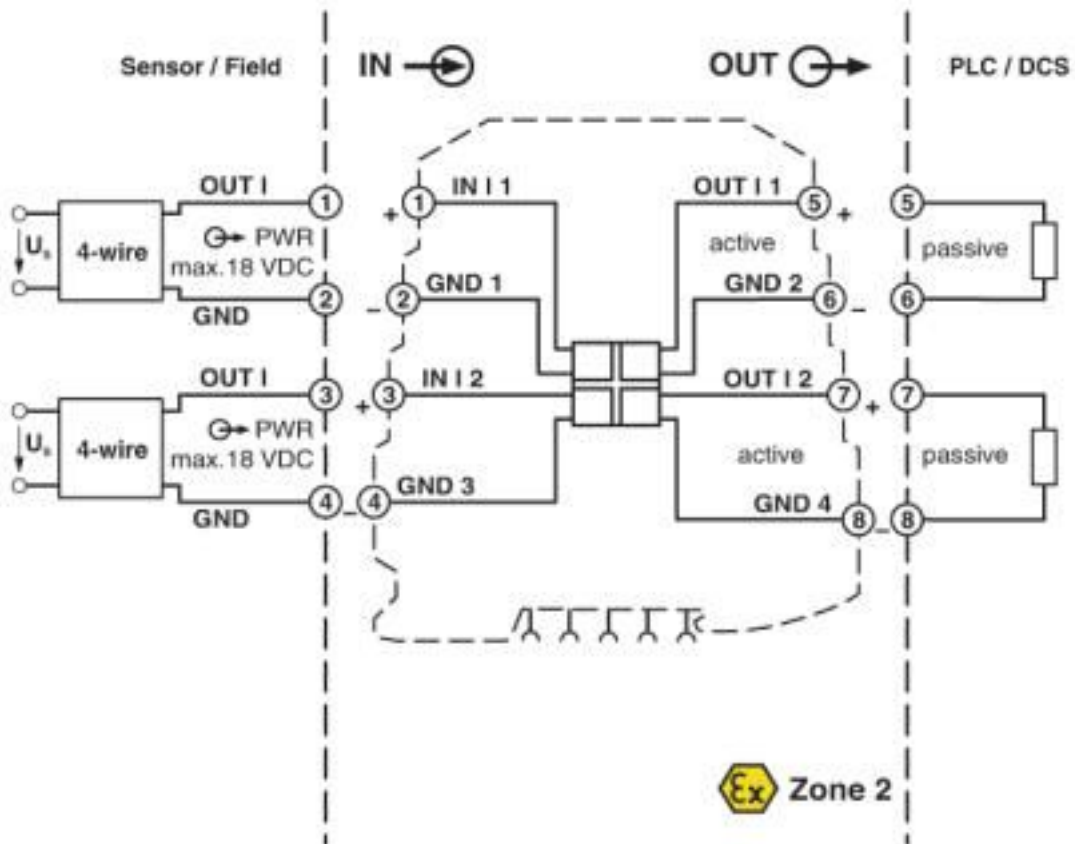 Sensor / Field
IN
OUT
PLC / DCS
OUT I
1
1
IN I 1
OUT I 1
5
5
+
+
Us
4-wire
PWR
max.18 VDC
active
passive
2
2
GND 1
GND 2
6
6
–
–
GND
OUT I
3
3
IN I 2
OUT I 2
7
7
+
+
Us
4-wire
PWR
max.18 VDC
active
passive
4
–
4
GND 3
GND 4
8
–
8
GND
Ex Zone 2